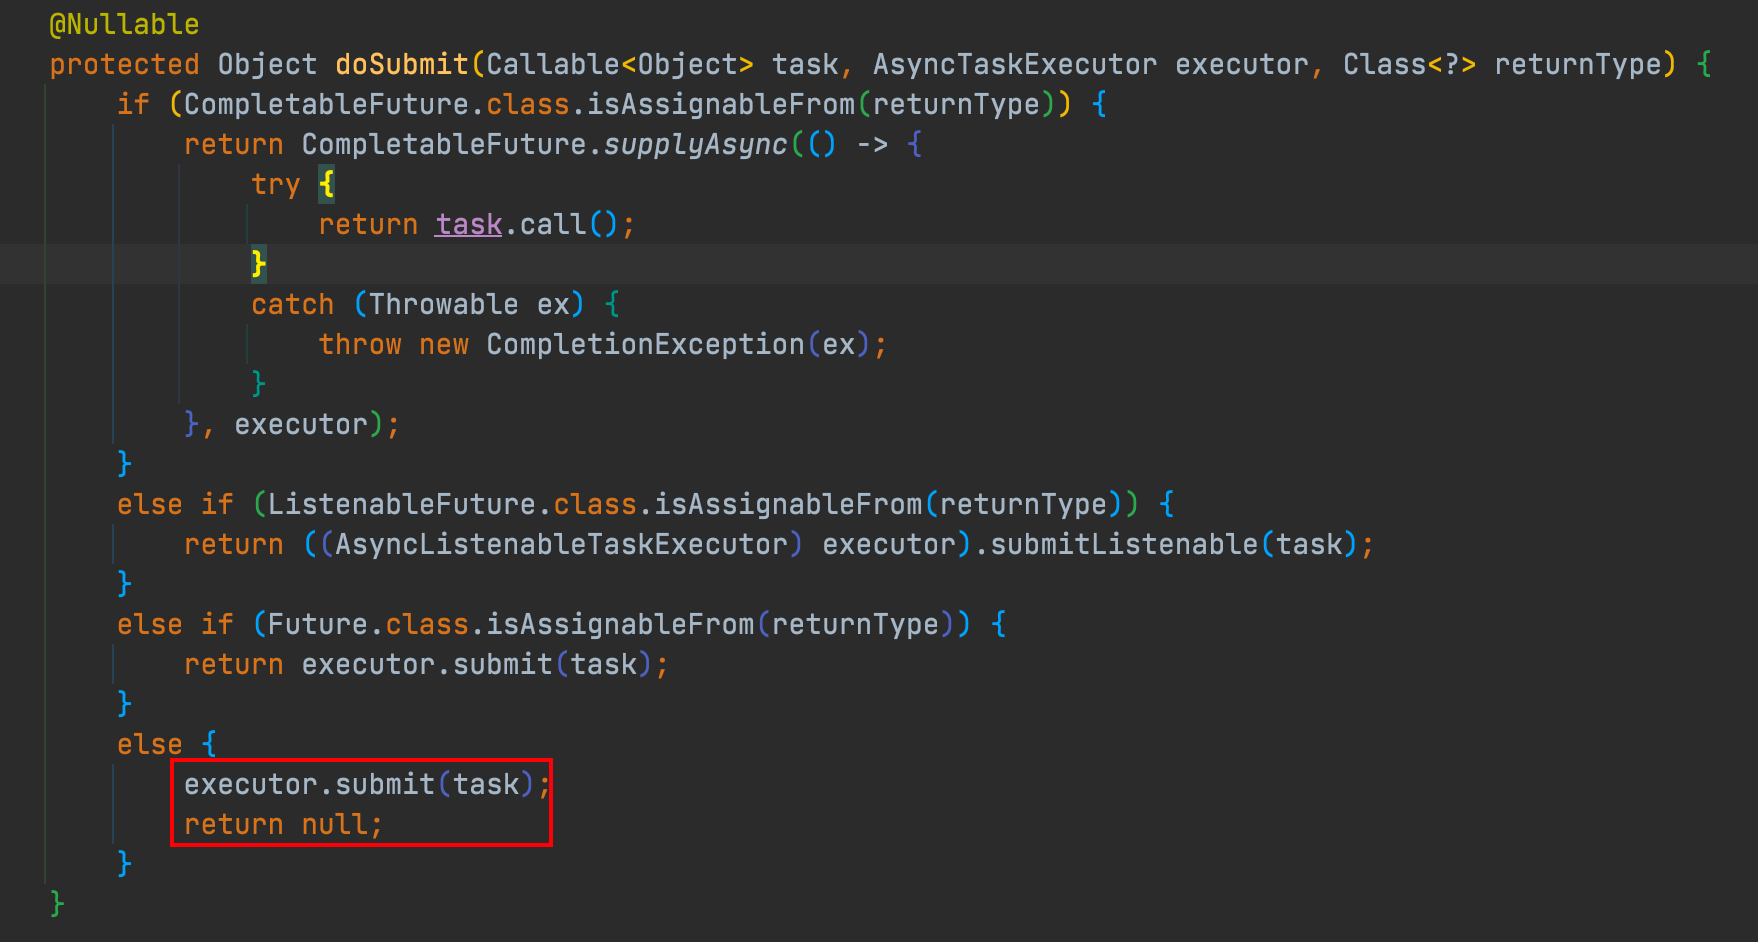 @Nullable
protected Object doSubmit(Callable<Object> task, AsyncTaskExecutor executor, Class<?> returnType) {
    if (CompletableFuture.class.isAssignableFrom(returnType)) {
        return CompletableFuture.supplyAsync(() -> {
            try {
                return task.call();
            }
            catch (Throwable ex) {
                throw new CompletionException(ex);
            }
        }, executor);
    }
    else if (ListenableFuture.class.isAssignableFrom(returnType)) {
        return ((AsyncListenableTaskExecutor) executor).submitListenable(task);
    }
    else if (Future.class.isAssignableFrom(returnType)) {
        return executor.submit(task);
    }
    else {
        executor.submit(task);
        return null;
    }
}